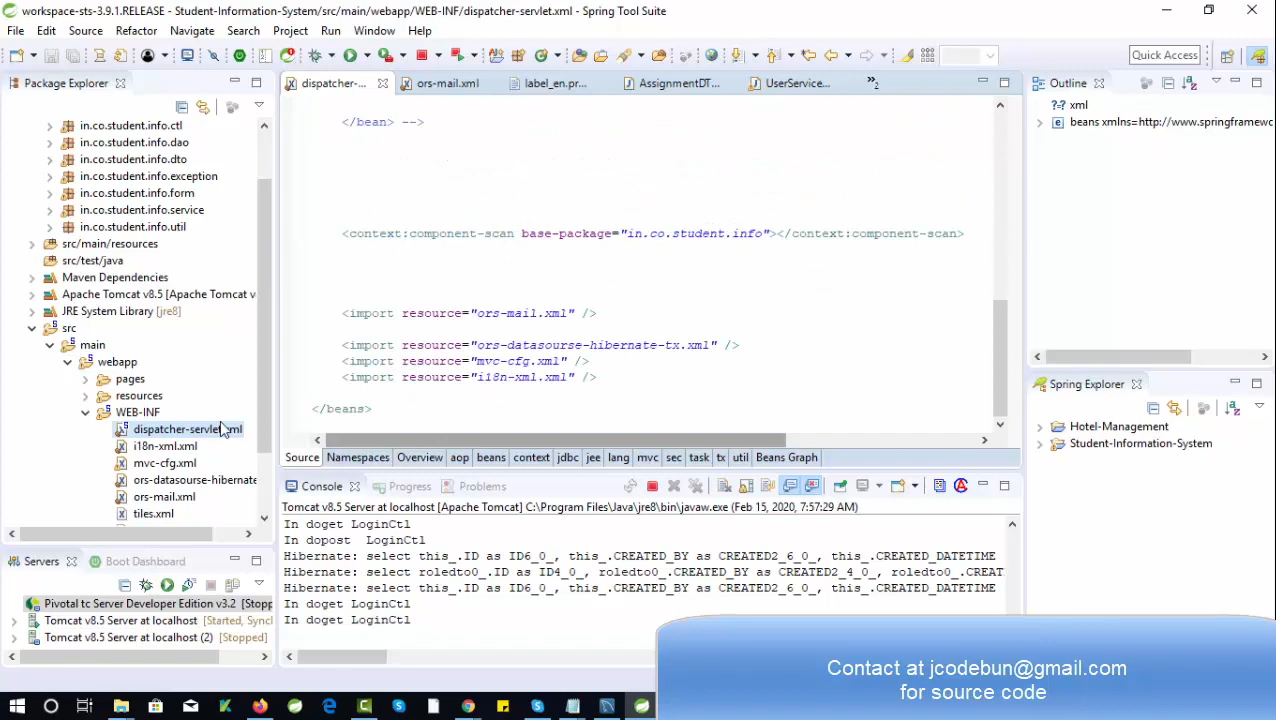 workspace-sts-3.9.1.RELEASE - Student-Information-System/src/main/webapp/WEB-INF/dispatcher-servlet.xml - Spring Tool Suite
File Edit Source Refactor Navigate Search Project Run Window Help
Quick Access
Package Explorer
in.co.student.info.ctl
in.co.student.info.dao
in.co.student.info.dto
in.co.student.info.exception
in.co.student.info.form
in.co.student.info.service
in.co.student.info.util
src/main/resources
src/test/java
Maven Dependencies
Apache Tomcat v8.5 [Apache Tomcat v
JRE System Library [jre8]
src
main
webapp
pages
resources
WEB-INF
dispatcher-servlet.xml
i18n-xml.xml
mvc-cfg.xml
ors-datasourse-hibernate
ors-mail.xml
tiles.xml
Servers Boot Dashboard
Pivotal tc Server Developer Edition v3.2 [Stopp
Tomcat v8.5 Server at localhost [Started, Syncl
Tomcat v8.5 Server at localhost (2) [Stopped]
dispatcher-... ors-mail.xml label_en.pr... AssignmentDT... UserService... »2
</bean> -->
<context:component-scan base-package="in.co.student.info"></context:component-scan>
<import resource="ors-mail.xml" />
<import resource="ors-datasourse-hibernate-tx.xml" />
<import resource="mvc-cfg.xml" />
<import resource="i18n-xml.xml" />
</beans>
Source Namespaces Overview aop beans context jdbc jee lang mvc sec task tx util Beans Graph
Console Progress Problems
Tomcat v8.5 Server at localhost [Apache Tomcat] C:\Program Files\Java\jre8\bin\javaw.exe (Feb 15, 2020, 7:57:29 AM)
In doget LoginCtl
In dopost  LoginCtl
Hibernate: select this_.ID as ID6_0_, this_.CREATED_BY as CREATED2_6_0_, this_.CREATED_DATETIME
Hibernate: select roledto0_.ID as ID4_0_, roledto0_.CREATED_BY as CREATED2_4_0_, roledto0_.CREAT
Hibernate: select this_.ID as ID6_0_, this_.CREATED_BY as CREATED2_6_0_, this_.CREATED_DATETIME
In doget LoginCtl
In doget LoginCtl
Outline
xml
beans xmlns=http://www.springframewc
Spring Explorer
Hotel-Management
Student-Information-System
Contact at jcodebun@gmail.com
for source code